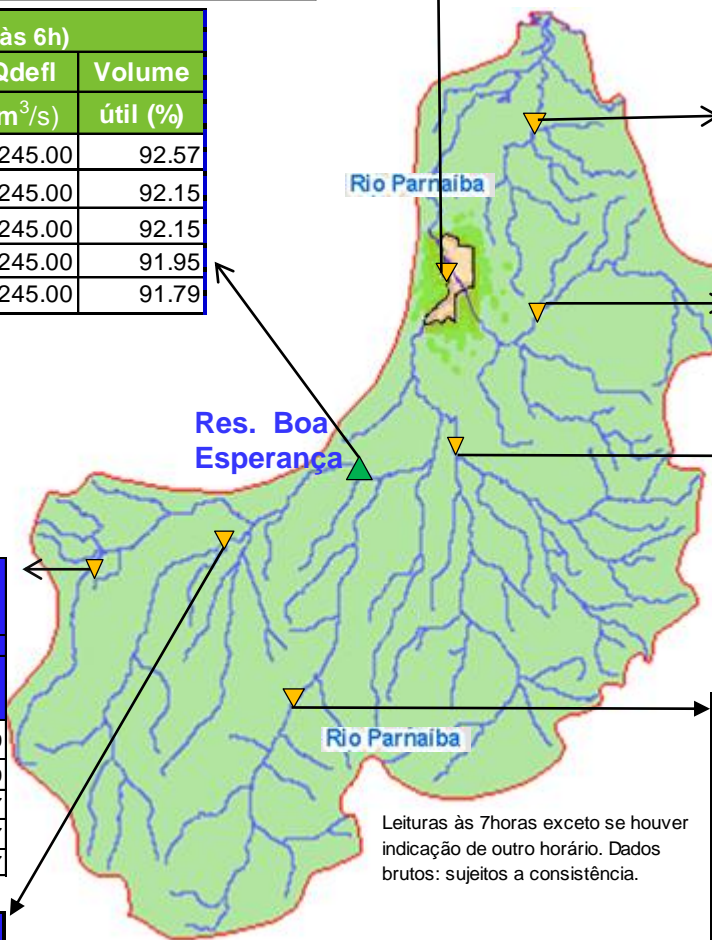 às 6h)
Qdefl Volume
m³/s) útil (%)
245.00 92.57
245.00 92.15
245.00 92.15
245.00 91.95
245.00 91.79
Rio Parnaíba
Res. Boa
Esperança
Rio Parnaíba
Leituras às 7horas exceto se houver
indicação de outro horário. Dados
brutos: sujeitos a consistência.